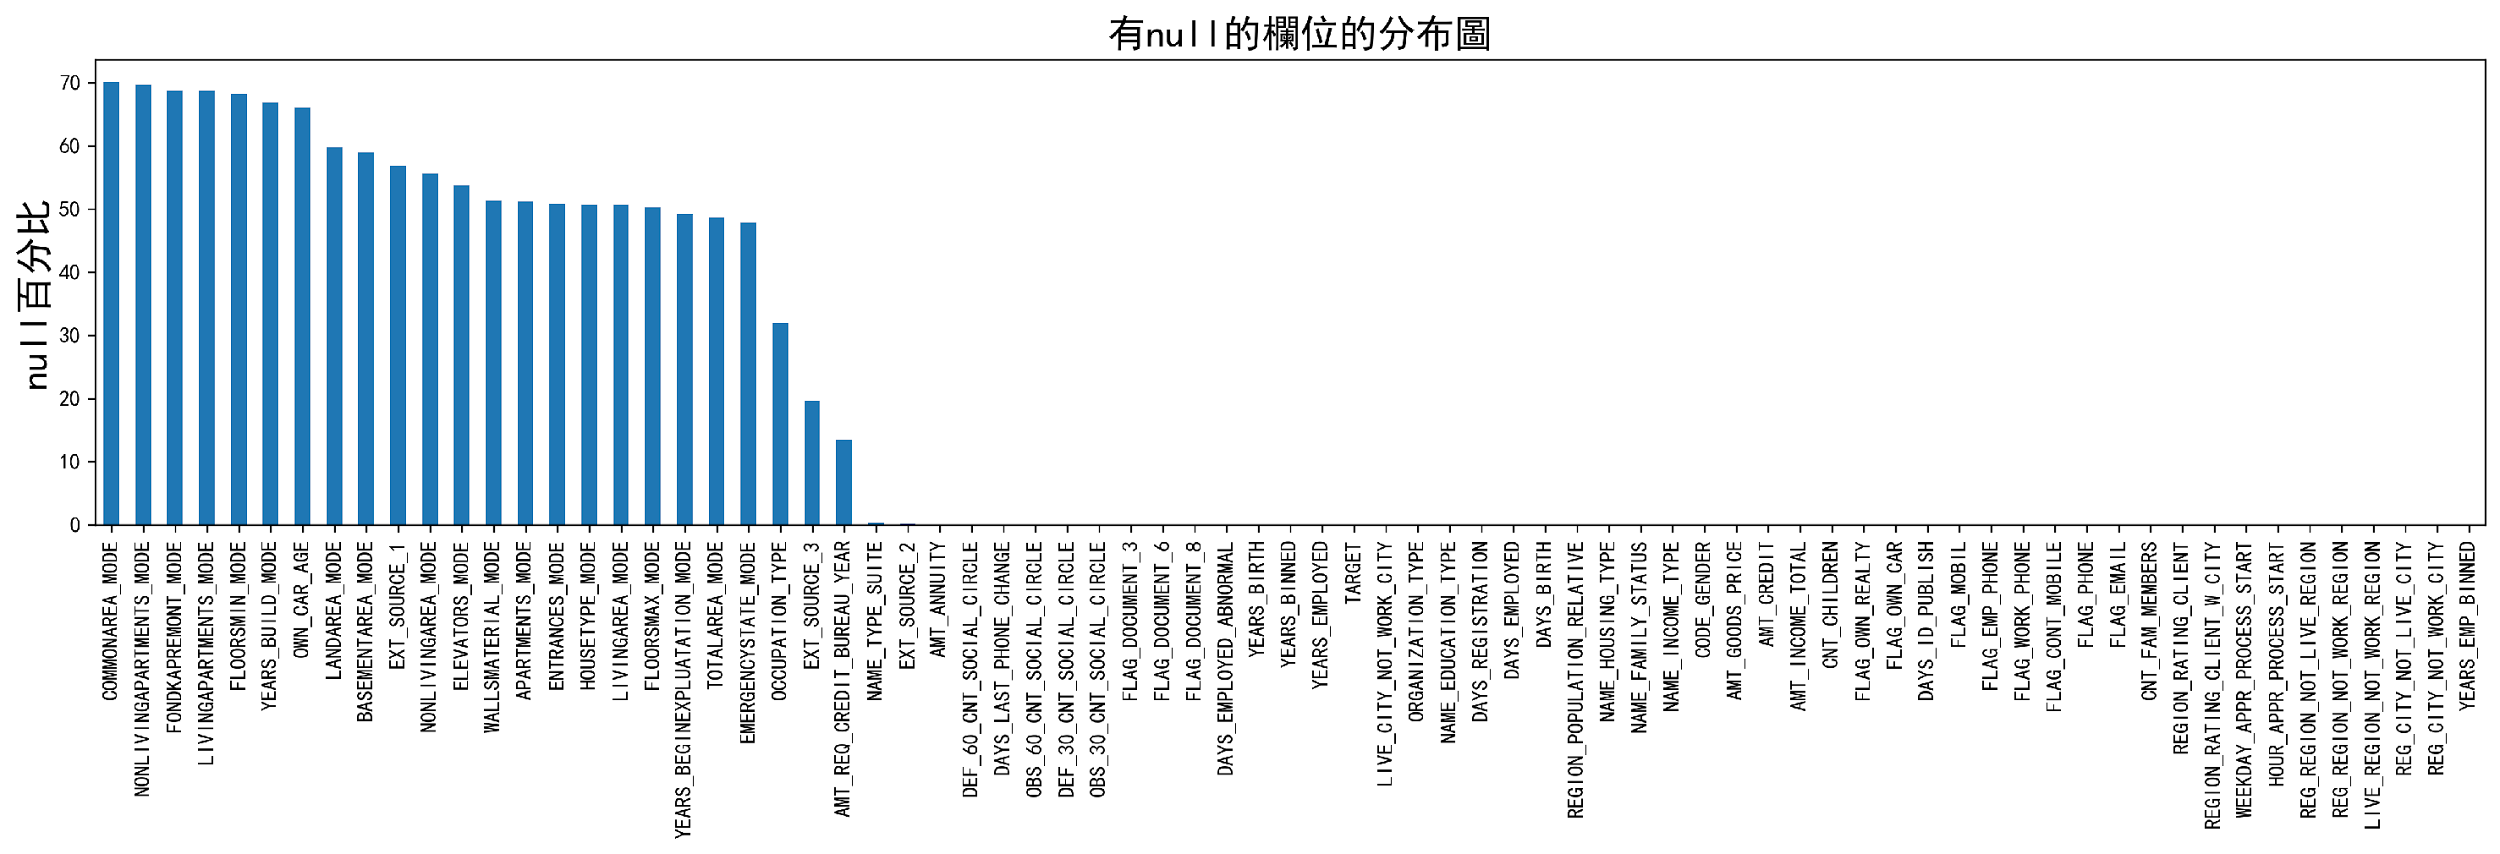 有null的欄位的分布圖
null百分比
70
60
50
40
30
20
10
0
COMMONAREA_MODE
NONLIVINGAPARTMENTS_MODE
FONDKAPREMONT_MODE
LIVINGAPARTMENTS_MODE
FLOORSMIN_MODE
YEARS_BUILD_MODE
OWN_CAR_AGE
LANDAREA_MODE
BASEMENTAREA_MODE
EXT_SOURCE_1
NONLIVINGAREA_MODE
ELEVATORS_MODE
WALLSMATERIAL_MODE
APARTMENTS_MODE
ENTRANCES_MODE
HOUSETYPE_MODE
LIVINGAREA_MODE
FLOORSMAX_MODE
YEARS_BEGINEXPLUATATION_MODE
TOTALAREA_MODE
EMERGENCYSTATE_MODE
OCCUPATION_TYPE
EXT_SOURCE_3
AMT_REQ_CREDIT_BUREAU_YEAR
NAME_TYPE_SUITE
EXT_SOURCE_2
AMT_ANNUITY
DEF_60_CNT_SOCIAL_CIRCLE
DAYS_LAST_PHONE_CHANGE
OBS_60_CNT_SOCIAL_CIRCLE
DEF_30_CNT_SOCIAL_CIRCLE
OBS_30_CNT_SOCIAL_CIRCLE
FLAG_DOCUMENT_3
FLAG_DOCUMENT_6
FLAG_DOCUMENT_8
DAYS_EMPLOYED_ABNORMAL
YEARS_BIRTH
YEARS_BINNED
YEARS_EMPLOYED
TARGET
LIVE_CITY_NOT_WORK_CITY
ORGANIZATION_TYPE
NAME_EDUCATION_TYPE
DAYS_REGISTRATION
DAYS_EMPLOYED
DAYS_BIRTH
REGION_POPULATION_RELATIVE
NAME_HOUSING_TYPE
NAME_FAMILY_STATUS
NAME_INCOME_TYPE
CODE_GENDER
AMT_GOODS_PRICE
AMT_CREDIT
AMT_INCOME_TOTAL
CNT_CHILDREN
FLAG_OWN_REALTY
FLAG_OWN_CAR
DAYS_ID_PUBLISH
FLAG_MOBIL
FLAG_EMP_PHONE
FLAG_WORK_PHONE
FLAG_CONT_MOBILE
FLAG_PHONE
FLAG_EMAIL
CNT_FAM_MEMBERS
REGION_RATING_CLIENT
REGION_RATING_CLIENT_W_CITY
WEEKDAY_APPR_PROCESS_START
HOUR_APPR_PROCESS_START
REG_REGION_NOT_LIVE_REGION
REG_REGION_NOT_WORK_REGION
LIVE_REGION_NOT_WORK_REGION
REG_CITY_NOT_LIVE_CITY
REG_CITY_NOT_WORK_CITY
YEARS_EMP_BINNED